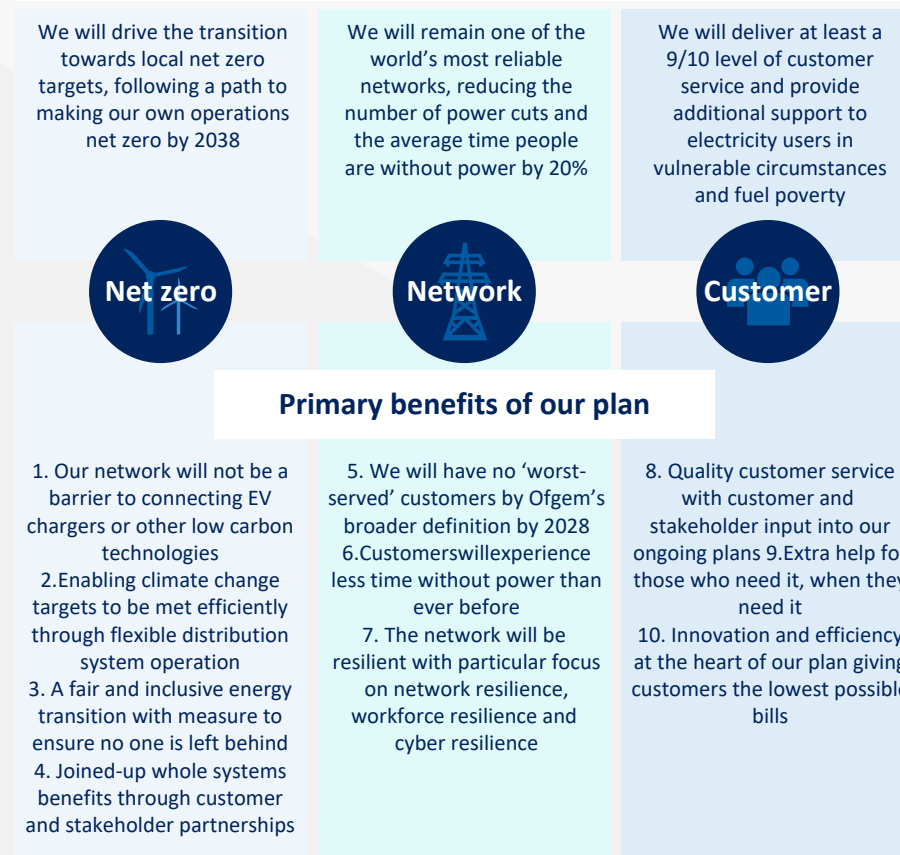 We will drive the transition
towards local net zero
targets, following a path to
making our own operations
net zero by 2038
We will remain one of the
world’s most reliable
networks, reducing the
number of power cuts and
the average time people
are without power by 20%
We will deliver at least a
9/10 level of customer
service and provide
additional support to
electricity users in
vulnerable circumstances
and fuel poverty
Net zero
Network
Customer
Primary benefits of our plan
1. Our network will not be a
barrier to connecting EV
chargers or other low carbon
technologies
2.Enabling climate change
targets to be met efficiently
through flexible distribution
system operation
3. A fair and inclusive energy
transition with measure to
ensure no one is left behind
4. Joined-up whole systems
benefits through customer
and stakeholder partnerships
5. We will have no ‘worst-
served’ customers by Ofgem’s
broader definition by 2028
6.Customerswillexperience
less time without power than
ever before
7. The network will be
resilient with particular focus
on network resilience,
workforce resilience and
cyber resilience
8. Quality customer service
with customer and
stakeholder input into our
ongoing plans 9.Extra help fo
those who need it, when they
need it
10. Innovation and efficiency
at the heart of our plan giving
customers the lowest possible
bills